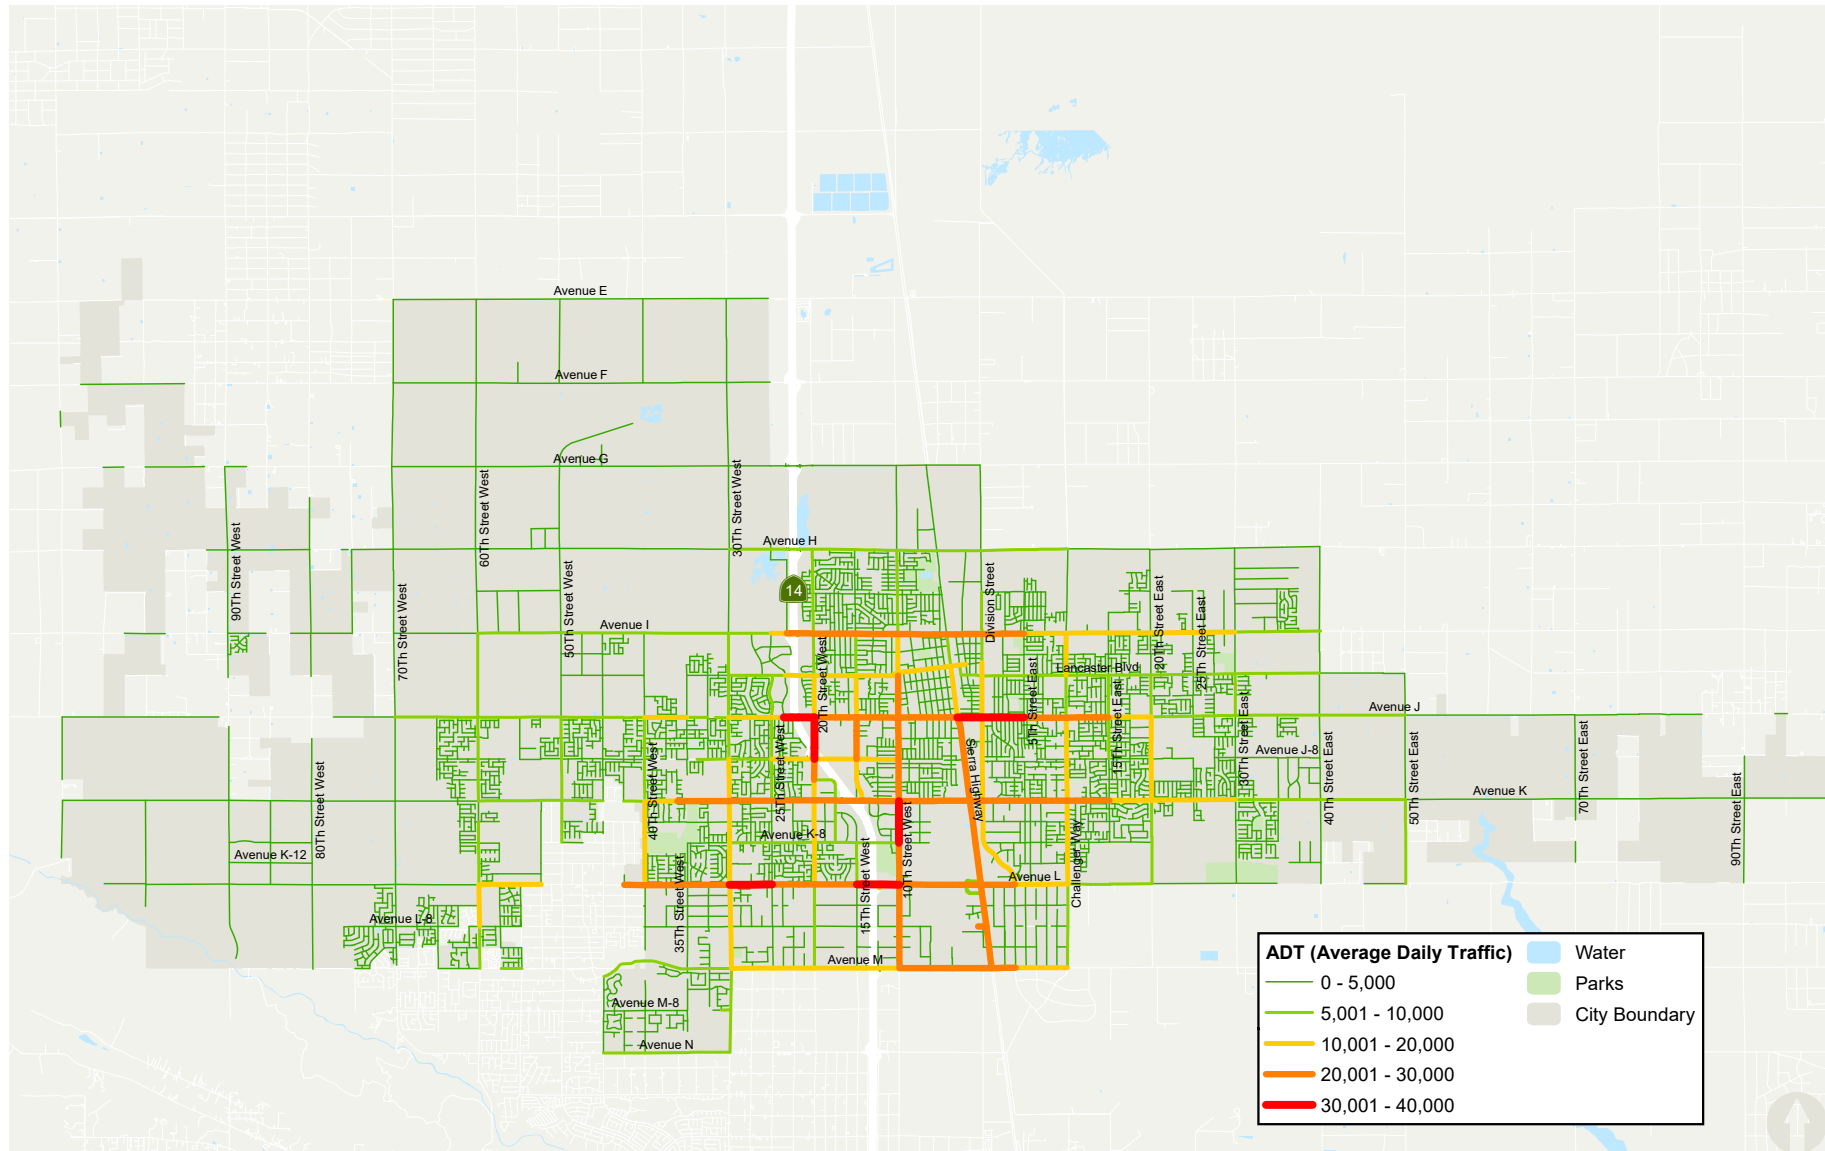 Avenue E
Avenue F
Avenue G
60Th Street West
30Th Street West
90Th Street West
Avenue H
50Th Street West
70Th Street West
14
Division Street
20Th Street East
25Th Street East
Avenue I
20Th Street West
Lancaster Blvd
5Th Street East
15Th Street East
30Th Street East
Avenue J
Avenue J-8
25Th Street West
40Th Street West
Sierra Highway
40Th Street East
50Th Street East
70Th Street East
80Th Street West
Avenue K
90Th Street East
Avenue K-8
Avenue K-12
35Th Street West
15Th Street West
10Th Street West
Challenger Way
Avenue L
Avenue L-8
Avenue M
Avenue M-8
Avenue N
ADT (Average Daily Traffic)
0 - 5,000
5,001 - 10,000
10,001 - 20,000
20,001 - 30,000
30,001 - 40,000
Water
Parks
City Boundary